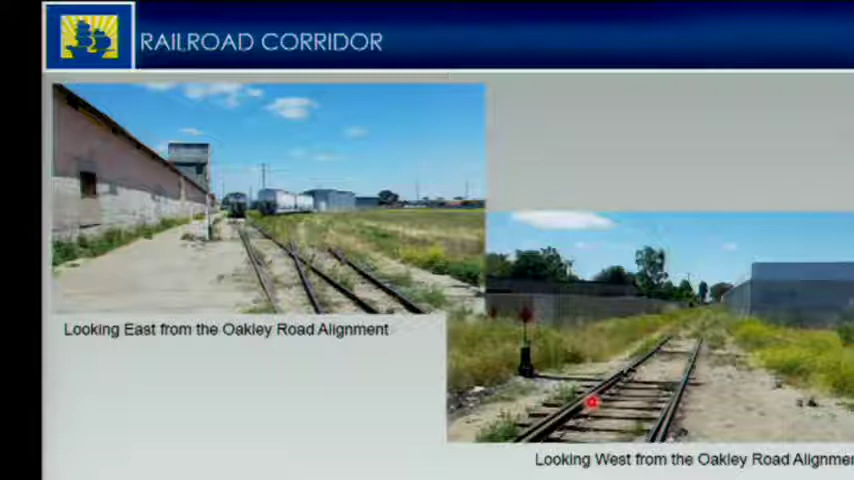 RAILROAD CORRIDOR
Looking East from the Oakley Road Alignment
Looking West from the Oakley Road Alignmer